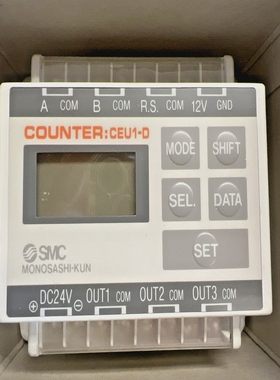 A COM B COM R.S. COM 12V GND
COUNTER:CEU1-D
MODE SHIFT
SEL. DATA
SET
SMC
MONOSASHI-KUN
DC24V OUT1 COM OUT2 COM OUT3 COM
⊕ ⊖